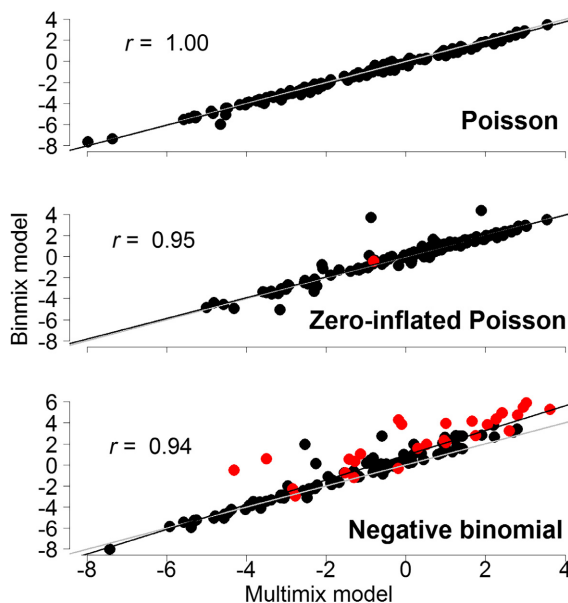 4
2
0
-2
-4
-6
-8
r = 1.00
Poisson
Binmix model
4
2
0
-2
-4
-6
-8
r = 0.95
Zero-inflated Poisson
6
4
2
0
-2
-4
-6
-8
r = 0.94
Negative binomial
-8 -6 -4 -2 0 2 4
Multimix model